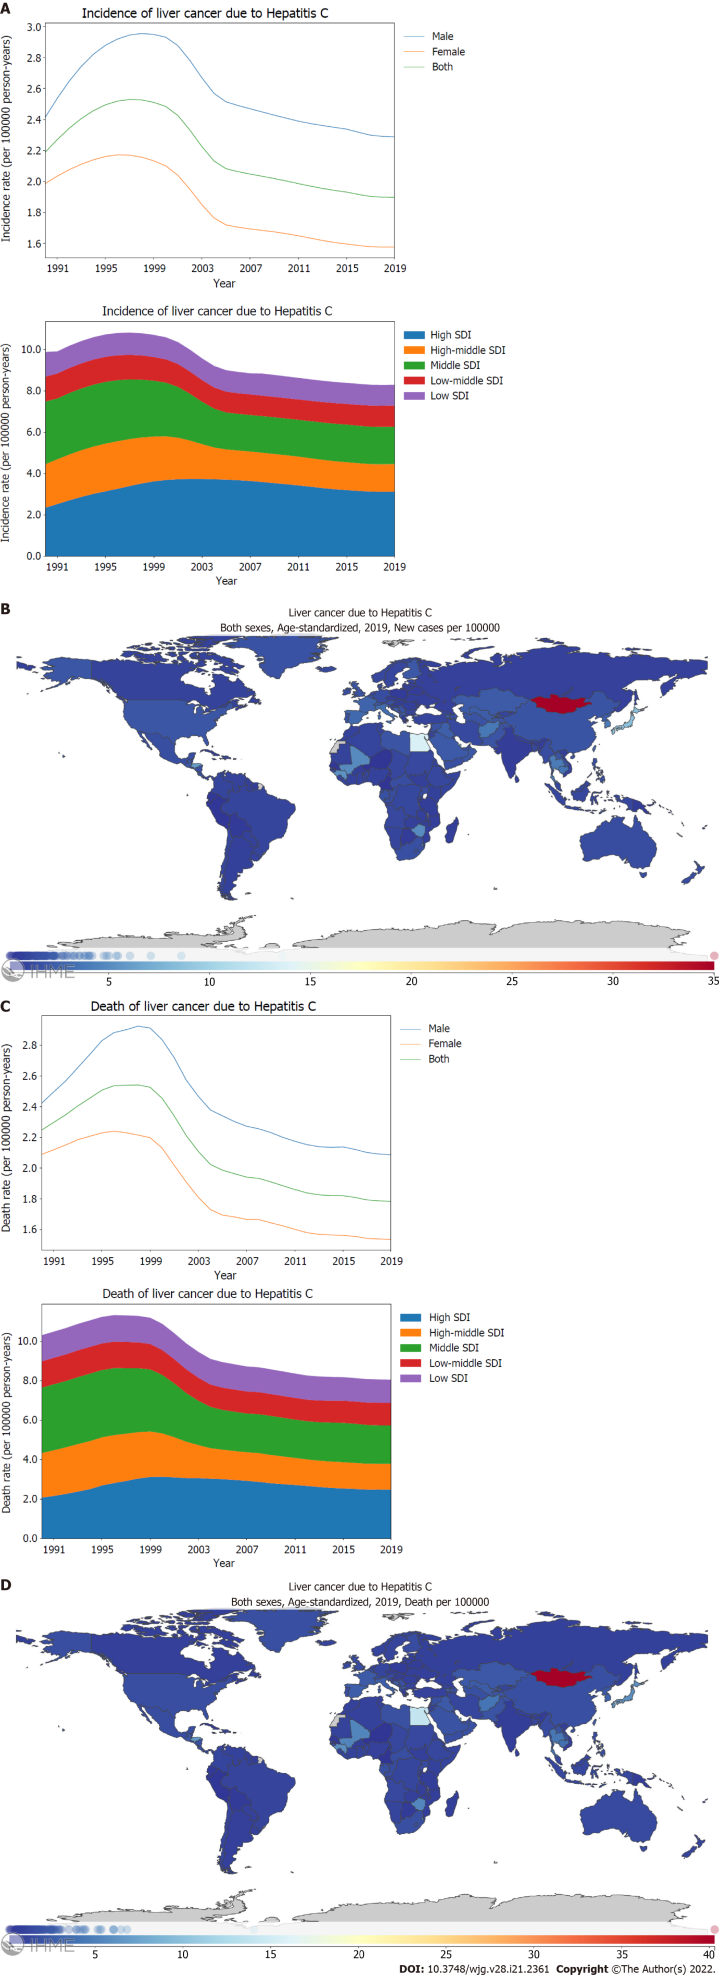 A
Incidence of liver cancer due to Hepatitis C
Incidence rate (per 100000 person-years)
3.0
2.8
2.6
2.4
2.2
2.0
1.8
1.6
1991 1995 1999 2003 2007 2011 2015 2019
Year
Male
Female
Both
Incidence of liver cancer due to Hepatitis C
Incidence rate (per 100000 person-years)
10.0
8.0
6.0
4.0
2.0
0.0
1991 1995 1999 2003 2007 2011 2015 2019
Year
High SDI
High-middle SDI
Middle SDI
Low-middle SDI
Low SDI
B
Liver cancer due to Hepatitis C
Both sexes, Age-standardized, 2019, New cases per 100000
IHME
5 10 15 20 25 30 35
C
Death of liver cancer due to Hepatitis C
Death rate (per 100000 person-years)
2.8
2.6
2.4
2.2
2.0
1.8
1.6
1991 1995 1999 2003 2007 2011 2015 2019
Year
Male
Female
Both
Death of liver cancer due to Hepatitis C
Death rate (per 100000 person-years)
10.0
8.0
6.0
4.0
2.0
0.0
1991 1995 1999 2003 2007 2011 2015 2019
Year
High SDI
High-middle SDI
Middle SDI
Low-middle SDI
Low SDI
D
Liver cancer due to Hepatitis C
Both sexes, Age-standardized, 2019, Death per 100000
IHME
5 10 15 20 25 30 35 40
DOI: 10.3748/wjg.v28.i21.2361 Copyright ©The Author(s) 2022.